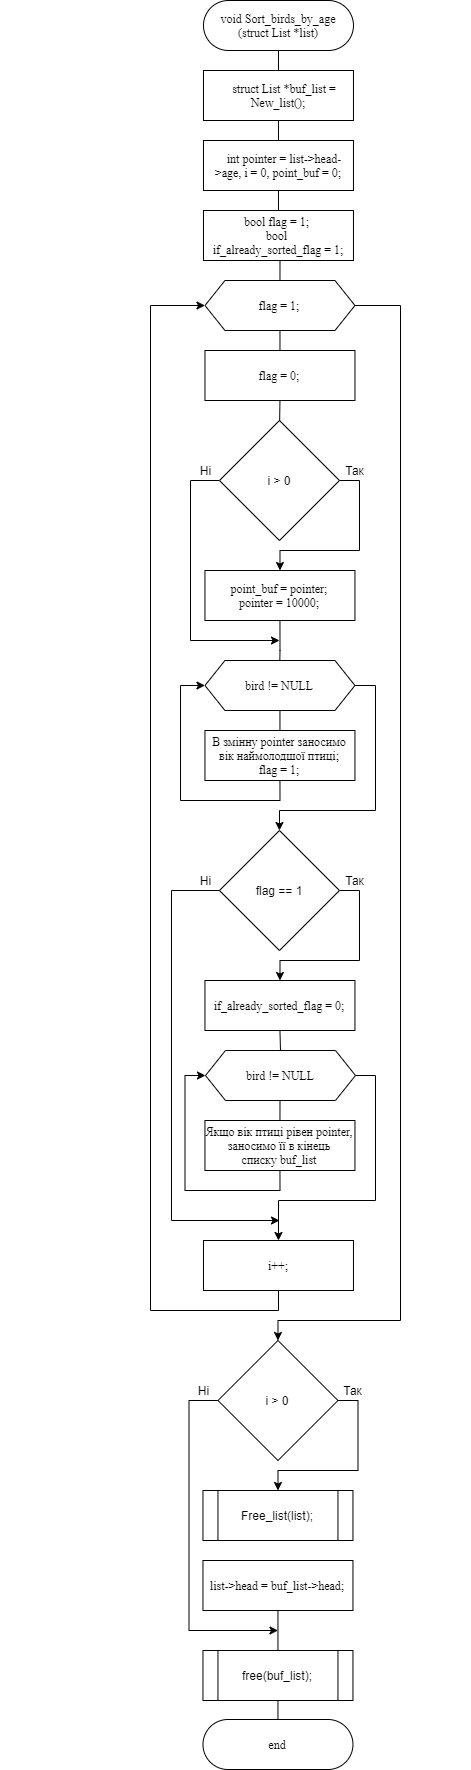 void Sort_birds_by_age
(struct List *list)
struct List *buf_list =
New_list();
int pointer = list->head-
>age, i = 0, point_buf = 0;
bool flag = 1;
bool
if_already_sorted_flag = 1;
flag = 1;
flag = 0;
Ні
i > 0
Так
point_buf = pointer;
pointer = 10000;
bird != NULL
В змінну pointer заносимо
вік наймолодшої птиці;
flag = 1;
Ні
flag == 1
Так
if_already_sorted_flag = 0;
bird != NULL
Якщо вік птиці рівен pointer,
заносимо її в кінець
списку buf_list
i++;
Ні
i > 0
Так
Free_list(list);
list->head = buf_list->head;
free(buf_list);
end